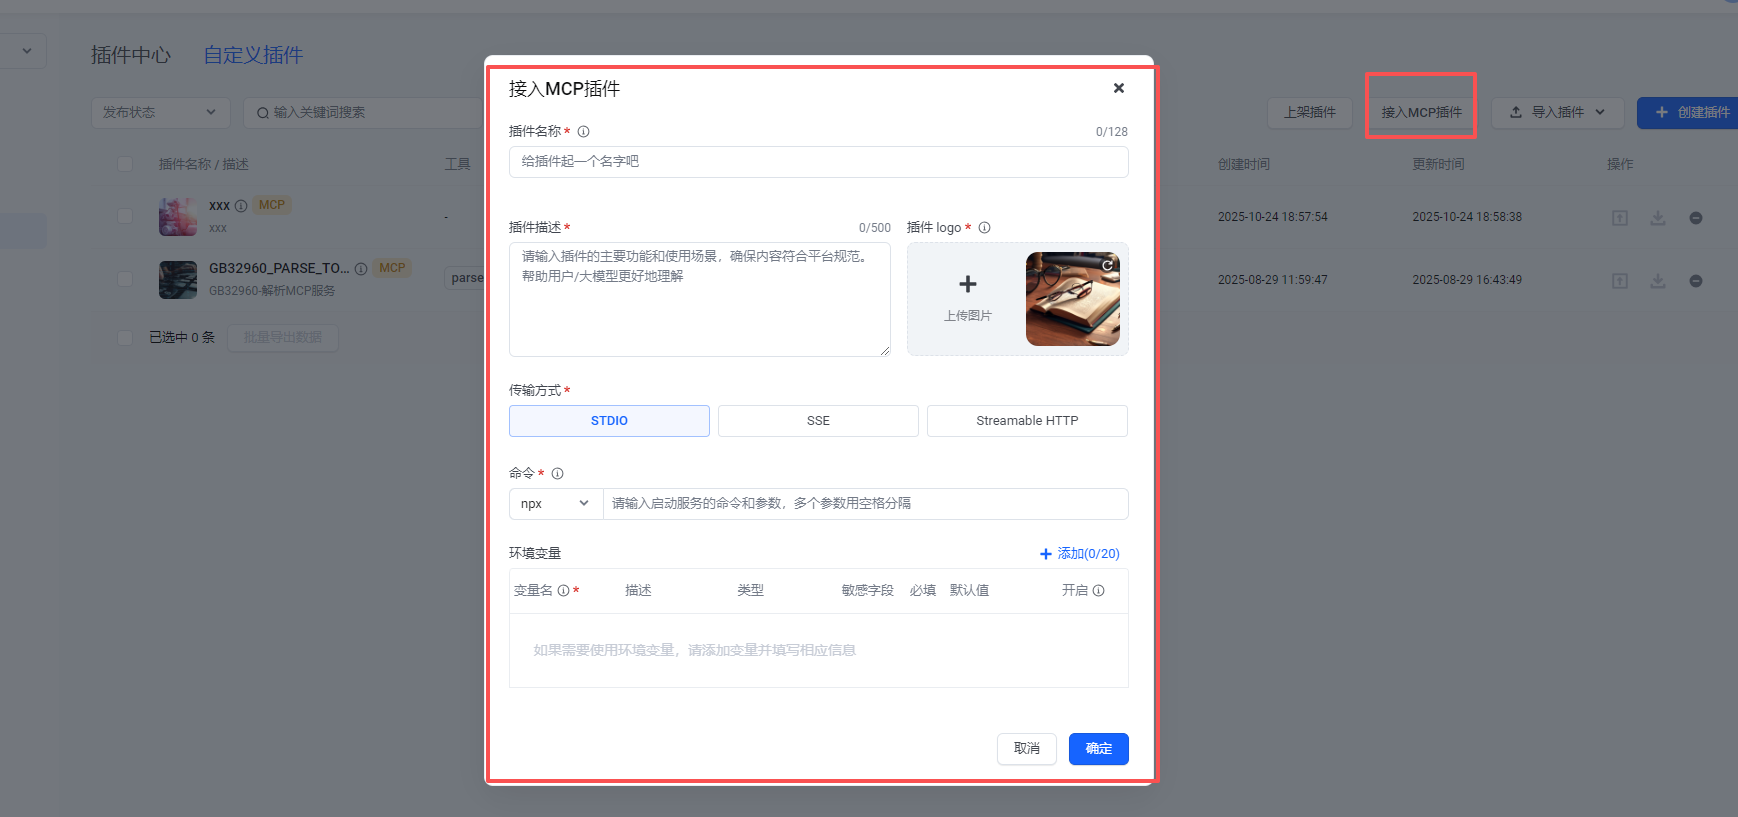 插件中心 自定义插件
发布状态 输入关键词搜索 上架插件 接入MCP插件 导入插件 创建插件
插件名称 / 描述 工具 创建时间 更新时间 操作
xxx MCP
xxx
- 2025-10-24 18:57:54 2025-10-24 18:58:38
GB32960_PARSE_TO... MCP
GB32960-解析MCP服务
parse 2025-08-29 11:59:47 2025-08-29 16:43:49
已选中 0 条 批量导出数据
接入MCP插件
插件名称 * 0/128
给插件起一个名字吧
插件描述 * 0/500 插件 logo *
请输入插件的主要功能和使用场景，确保内容符合平台规范。
帮助用户/大模型更好地理解
上传图片
传输方式 *
STDIO SSE Streamable HTTP
命令 *
npx 请输入启动服务的命令和参数，多个参数用空格分隔
环境变量 添加(0/20)
变量名 * 描述 类型 敏感字段 必填 默认值 开启
如果需要使用环境变量，请添加变量并填写相应信息
取消 确定